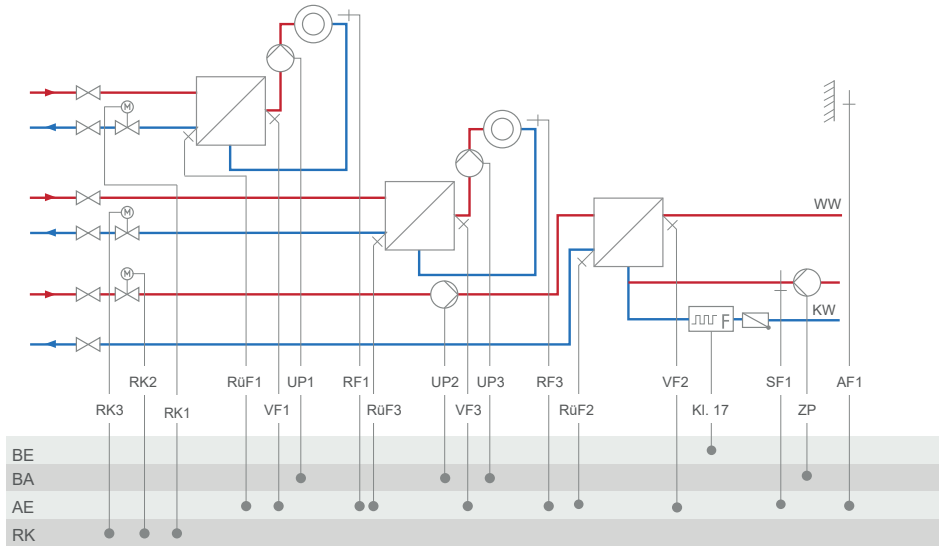 M
WW
M
M
F
KW
RK2 RüF1 UP1 RF1 UP2 UP3 RF3 VF2 SF1 AF1
RK3 RK1 VF1 RüF3 VF3 RüF2 Kl. 17 ZP
BE
BA
AE
RK